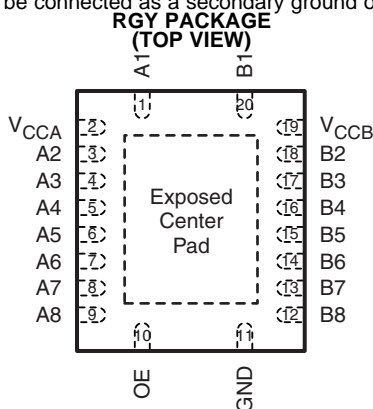 be connected as a secondary ground o
RGY PACKAGE
(TOP VIEW)
A1 B1
1 20
VCCA 2 19 VCCB
A2 3 18 B2
A3 4 17 B3
A4 5 16 B4
A5 6 15 B5
A6 7 14 B6
A7 8 13 B7
A8 9 12 B8
Exposed
Center
Pad
10 11
OE GND